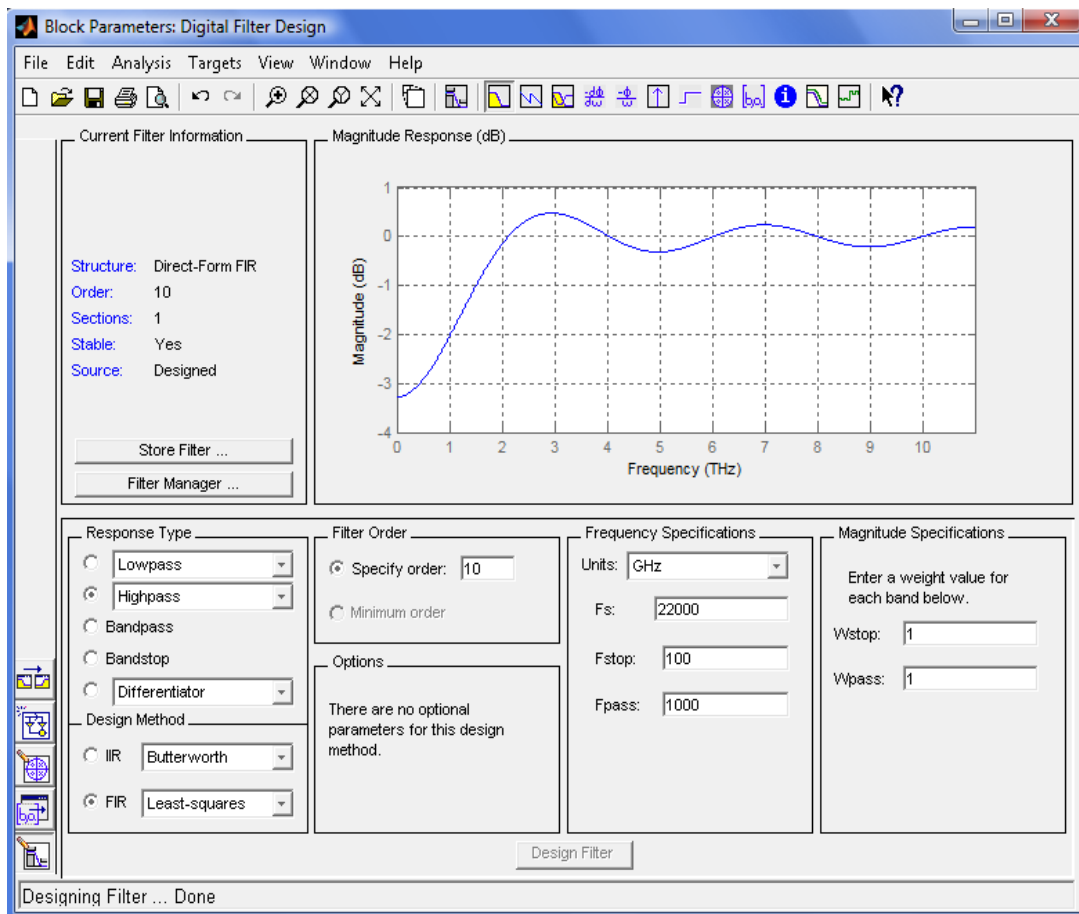 Block Parameters: Digital Filter Design
File Edit Analysis Targets View Window Help
Current Filter Information
Structure: Direct-Form FIR
Order: 10
Sections: 1
Stable: Yes
Source: Designed
Store Filter ...
Filter Manager ...
Magnitude Response (dB)
1
0
-1
-2
-3
-4
Magnitude (dB)
0 1 2 3 4 5 6 7 8 9 10
Frequency (THz)
Response Type
Lowpass
Highpass
Bandpass
Bandstop
Differentiator
Design Method
IIR Butterworth
FIR Least-squares
Filter Order
Specify order: 10
Minimum order
Options
There are no optional
parameters for this design
method.
Frequency Specifications
Units: GHz
Fs: 22000
Fstop: 100
Fpass: 1000
Magnitude Specifications
Enter a weight value for
each band below.
Wstop: 1
Wpass: 1
Design Filter
Designing Filter ... Done